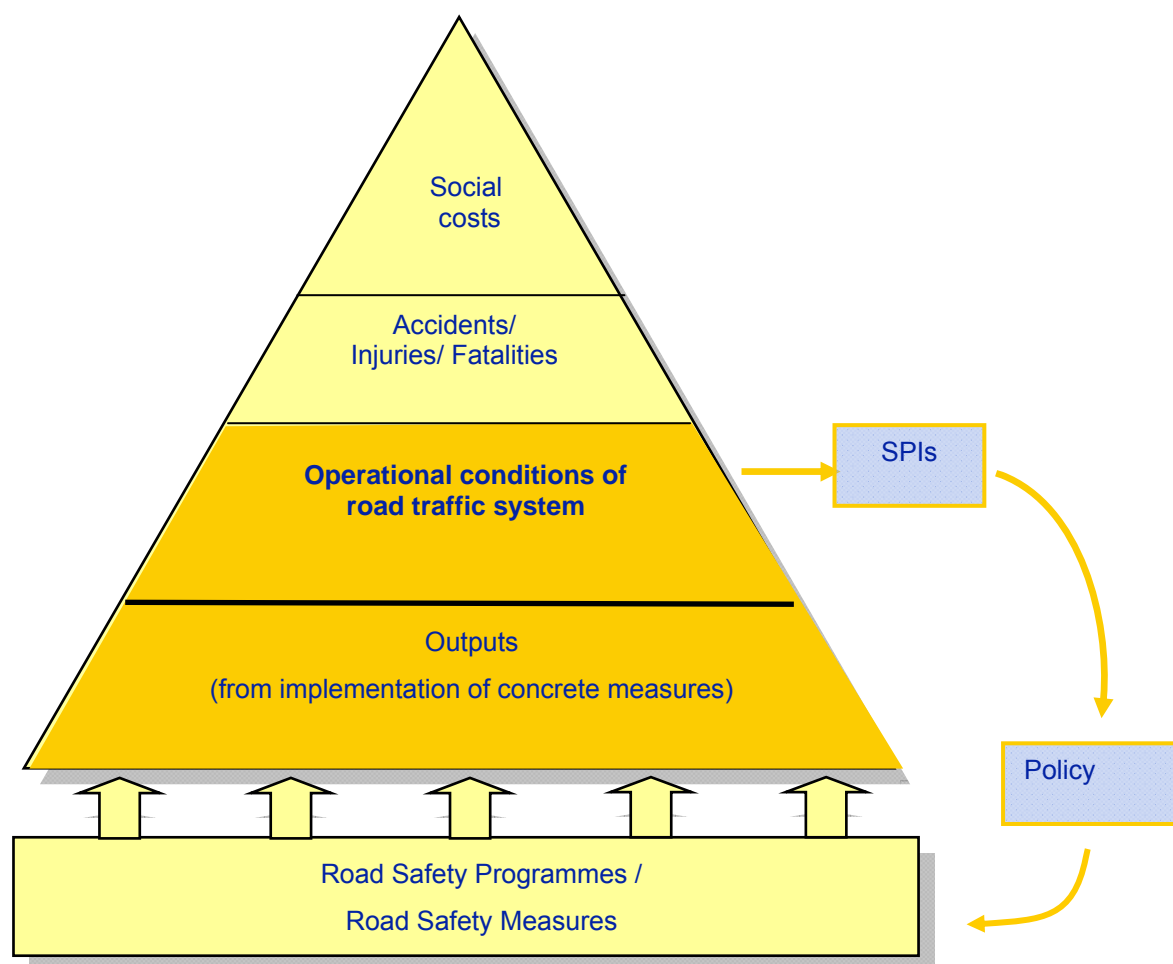 Social
costs
Accidents/
Injuries/ Fatalities
Operational conditions of
road traffic system
SPIs
Outputs
(from implementation of concrete measures)
Policy
Road Safety Programmes /
Road Safety Measures